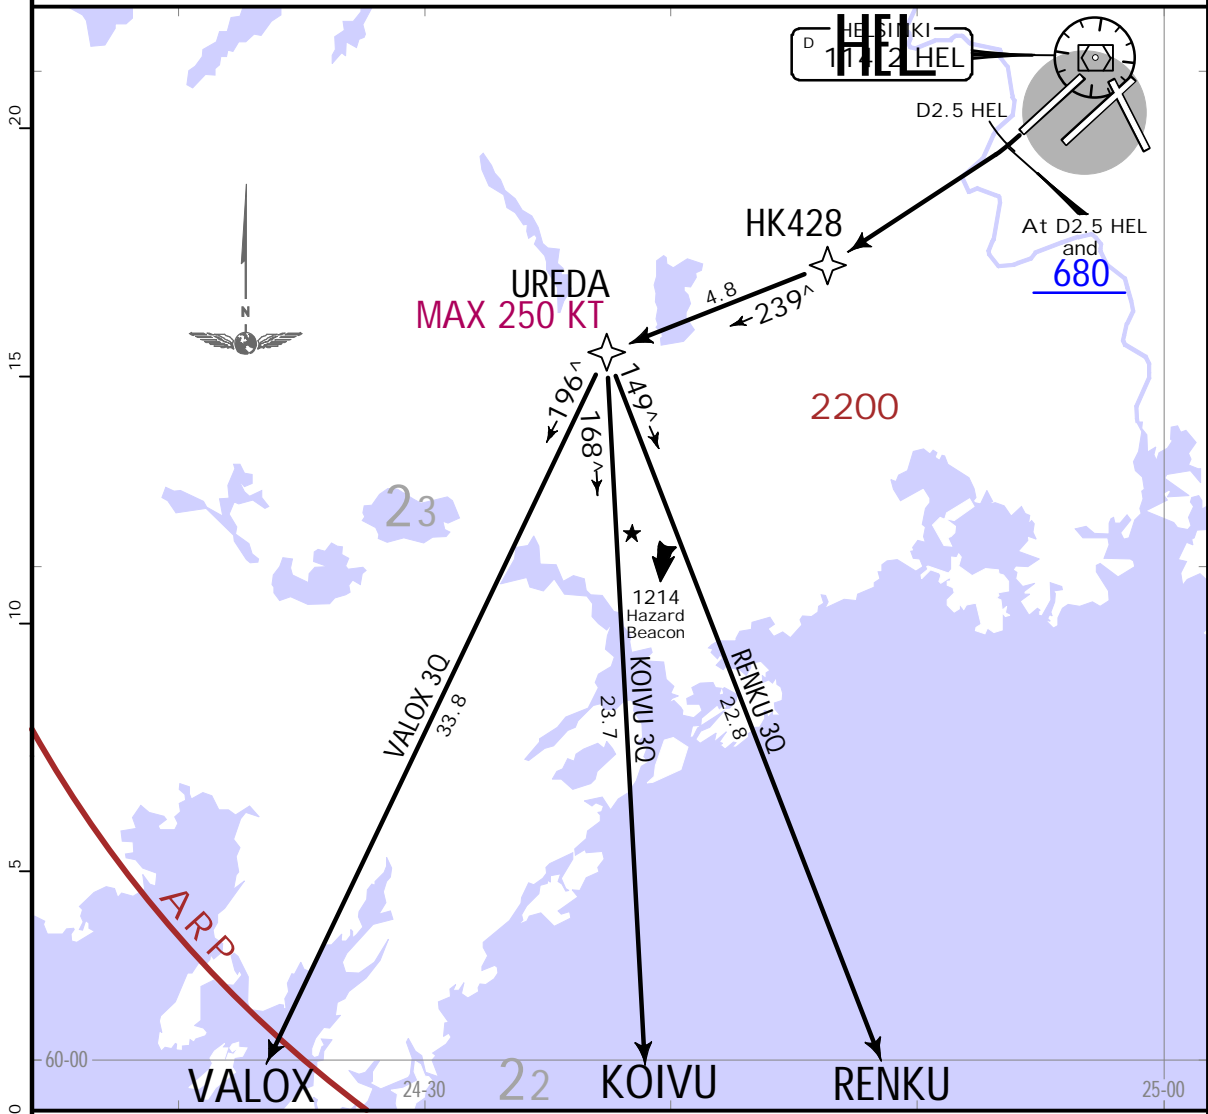 HELSINKI
D
114.2 HEL
HEL
D2.5 HEL
At D2.5 HEL
and
680
HK428
UREDA
MAX 250 KT
4.8
239^
N
196^
168^
149^
2200
23
1214
Hazard
Beacon
VALOX 3Q
33.8
KOIVU 3Q
23.7
RENKU 3Q
22.8
ARP
20
15
10
5
0
60-00
VALOX
24-30
22
KOIVU
RENKU
25-00